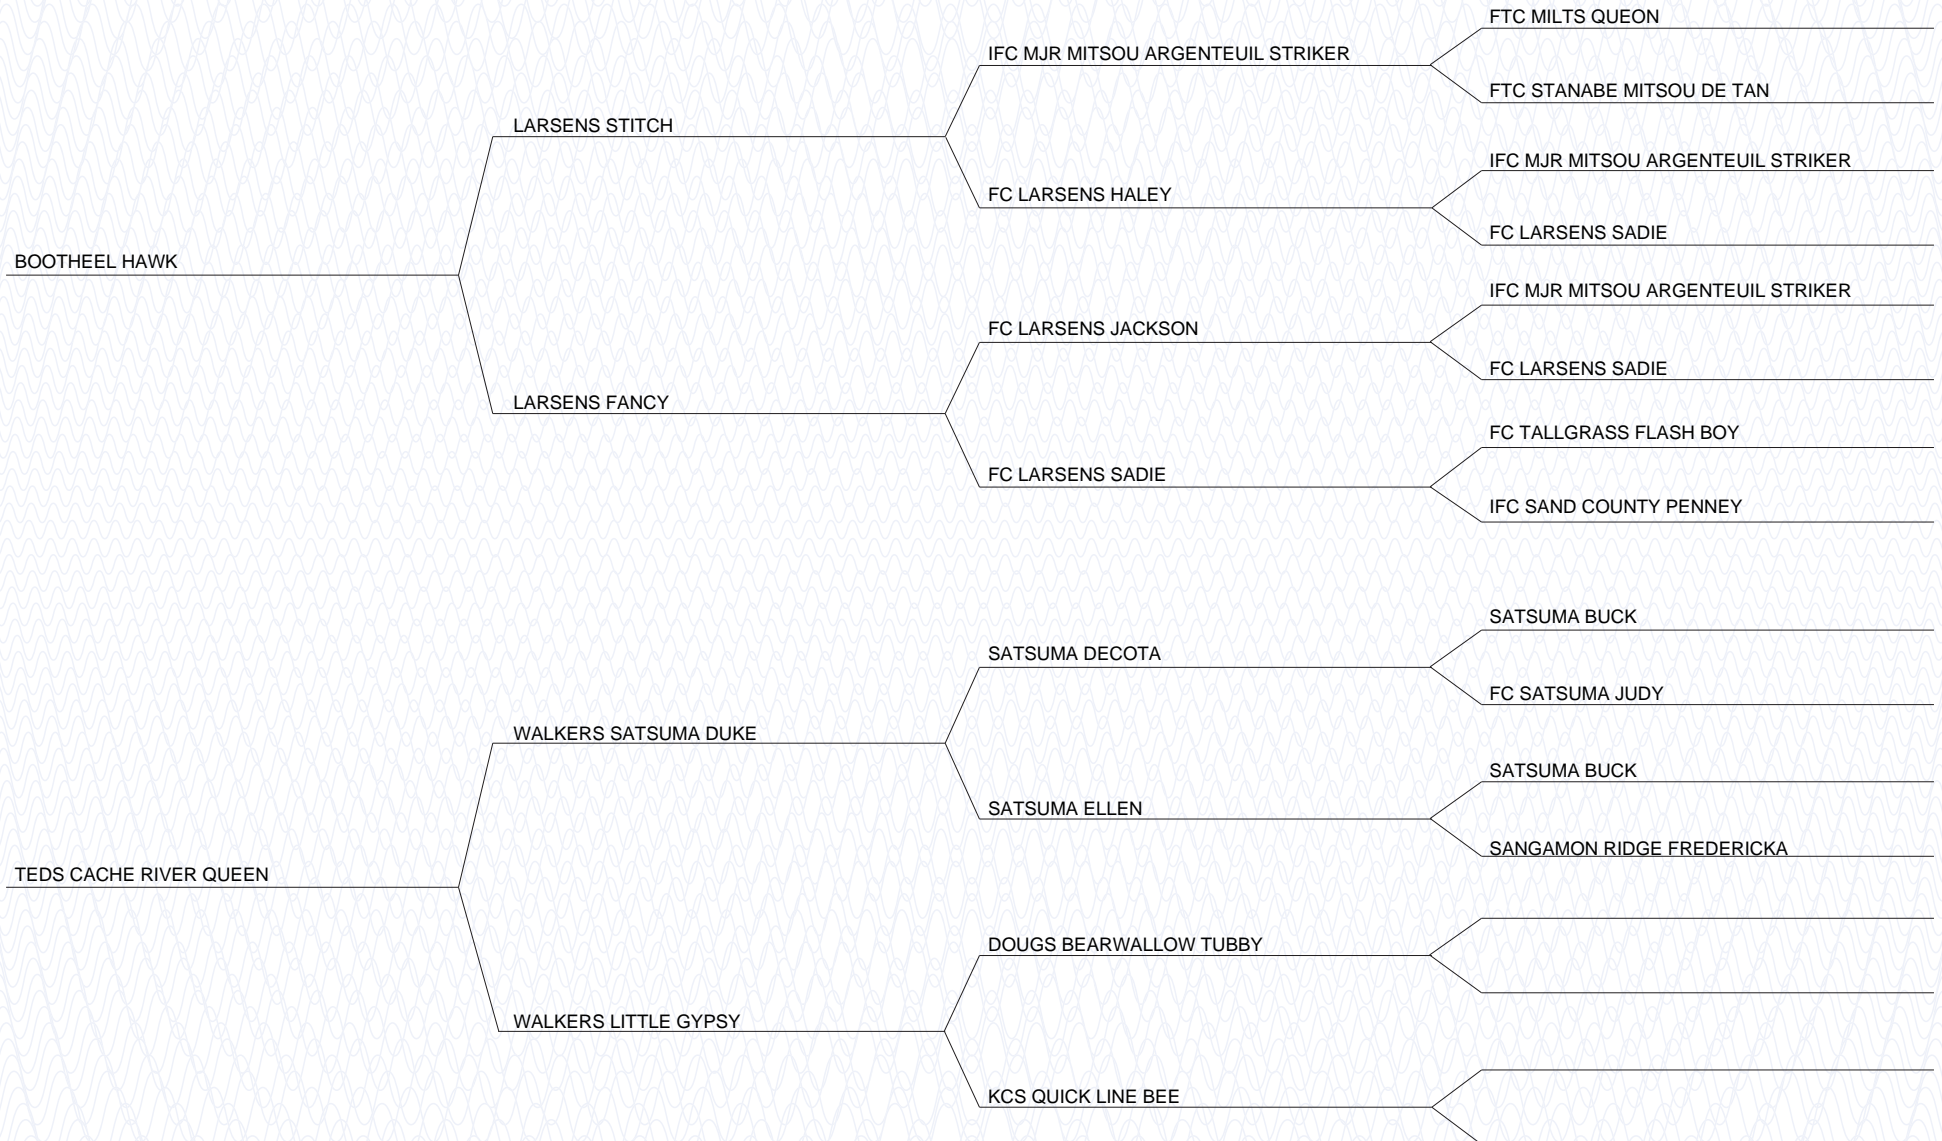 FTC MILTS QUEON
IFC MJR MITSOU ARGENTEUIL STRIKER
FTC STANABE MITSOU DE TAN
LARSENS STITCH
IFC MJR MITSOU ARGENTEUIL STRIKER
FC LARSENS HALEY
FC LARSENS SADIE
BOOTHEEL HAWK
IFC MJR MITSOU ARGENTEUIL STRIKER
FC LARSENS JACKSON
FC LARSENS SADIE
LARSENS FANCY
FC TALLGRASS FLASH BOY
FC LARSENS SADIE
IFC SAND COUNTY PENNEY
SATSUMA BUCK
SATSUMA DECOTA
FC SATSUMA JUDY
WALKERS SATSUMA DUKE
SATSUMA BUCK
SATSUMA ELLEN
SANGAMON RIDGE FREDERICKA
TEDS CACHE RIVER QUEEN
DOUGS BEARWALLOW TUBBY
WALKERS LITTLE GYPSY
KCS QUICK LINE BEE